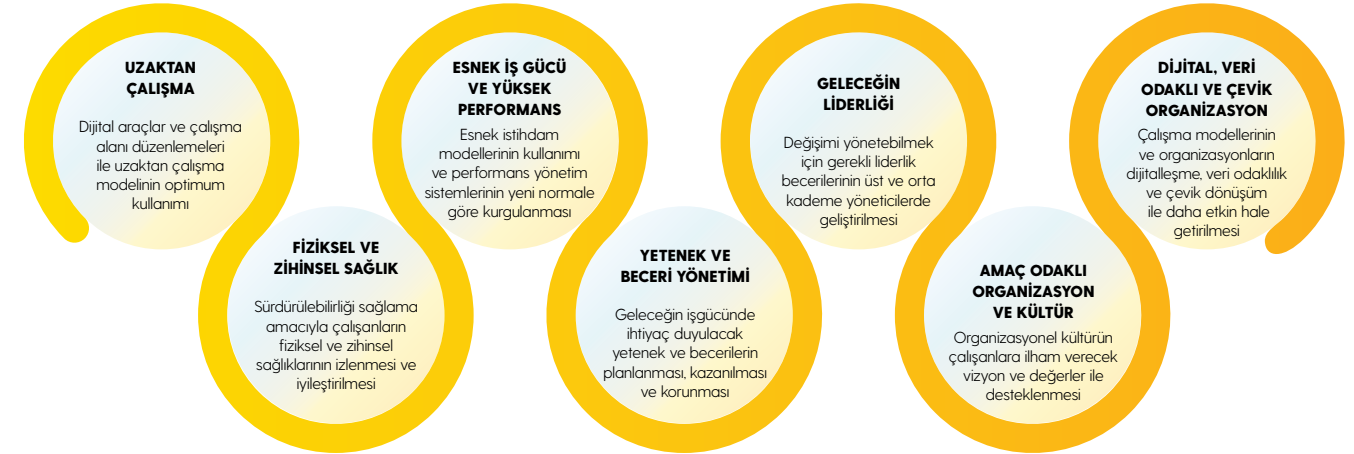 UZAKTAN
ÇALIŞMA
Dijital araçlar ve çalışma
alanı düzenlemeleri
ile uzaktan çalışma
modelinin optimum
kullanımı
FİZİKSEL VE
ZİHİNSEL SAĞLIK
Sürdürülebilirliği sağlama
amacıyla çalışanların
fiziksel ve zihinsel
sağlıklarının izlenmesi ve
iyileştirilmesi
ESNEK İŞ GÜCÜ
VE YÜKSEK
PERFORMANS
Esnek istihdam
modellerinin kullanımı
ve performans yönetim
sistemlerinin yeni normale
göre kurgulanması
YETENEK VE
BECERİ YÖNETİMİ
Geleceğin işgücünde
ihtiyaç duyulacak
yetenek ve becerilerin
planlanması, kazanılması
ve korunması
GELECEĞİN
LİDERLİĞİ
Değişimi yönetebilmek
için gerekli liderlik
becerilerinin üst ve orta
kademe yöneticilerde
geliştirilmesi
AMAÇ ODAKLI
ORGANİZASYON
VE KÜLTÜR
Organizasyonel kültürün
çalışanlara ilham verecek
vizyon ve değerler ile
desteklenmesi
DİJİTAL, VERİ
ODAKLI VE ÇEVİK
ORGANİZASYON
Çalışma modellerinin
ve organizasyonların
dijitalleşme, veri odaklılık
ve çevik dönüşüm
ile daha etkin hale
getirilmesi